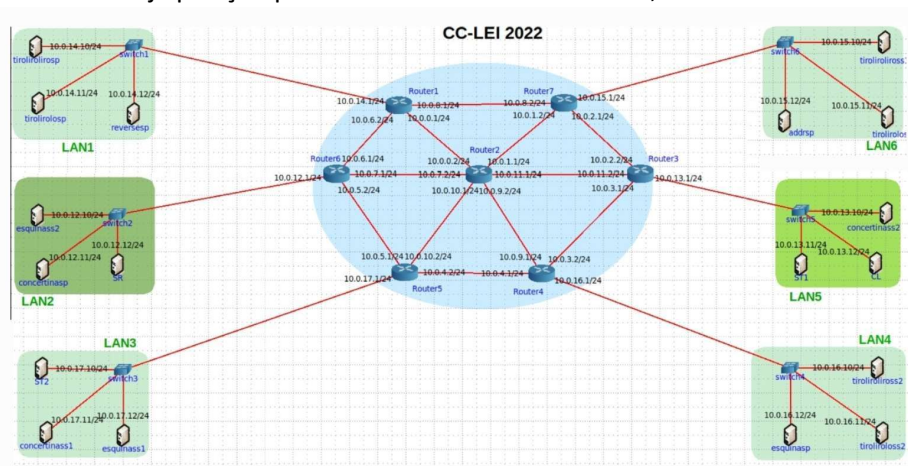 CC-LEI 2022
10.0.14.10/24
switch1
10.0.14.11/24
10.0.14.12/24
tirolirolosp
reversesp
LAN1
Router1
10.0.14.1/24
10.0.8.1/24
10.0.6.2/24
10.0.0.1/24
Router7
10.0.8.2/24
10.0.15.1/24
10.0.1.2/24
10.0.2.1/24
switch6
10.0.15.10/24
10.0.15.12/24
10.0.15.11/24
addrsp
LAN6
Router6
10.0.6.1/24
10.0.12.1/24
10.0.7.1/24
10.0.5.2/24
Router2
10.0.0.2/24
10.0.1.1/24
10.0.7.2/24
10.0.11.1/24
10.0.10.1/24
10.0.9.2/24
Router3
10.0.2.2/24
10.0.11.2/24
10.0.13.1/24
10.0.3.1/24
10.0.12.10/24
switch2
esquinass2
10.0.12.12/24
10.0.12.11/24
concertinasp
SR
LAN2
switch5
10.0.13.10/24
concertinass2
10.0.13.11/24
10.0.13.12/24
ST1
CL
LAN5
10.0.5.1/24
10.0.10.2/24
10.0.17.1/24
10.0.4.2/24
Router5
10.0.9.1/24
10.0.3.2/24
10.0.4.1/24
10.0.16.1/24
Router4
LAN3
10.0.17.10/24
switch3
ST2
10.0.17.11/24
10.0.17.12/24
concertinass1
esquinass1
LAN4
switch4
10.0.16.10/24
tiroliroliross2
10.0.16.12/24
10.0.16.11/24
esquinasp
tiroliroloss2